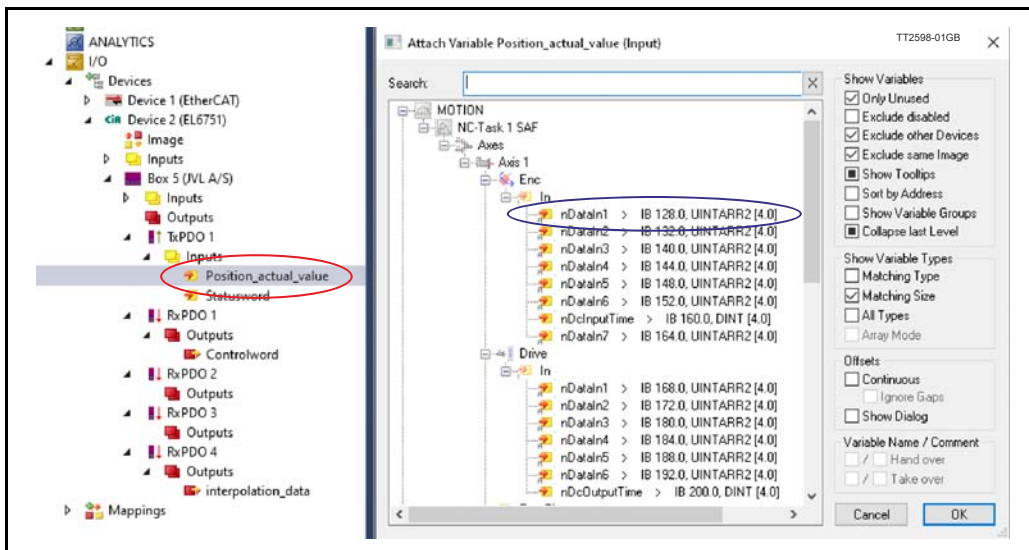 ANALYTICS
I/O
Devices
Device 1 (EtherCAT)
Device 2 (EL6751)
Image
Inputs
Box 5 (JVL A/S)
Inputs
Outputs
TxPDO 1
Inputs
Position_actual_value
Statusword
RxPDO 1
Outputs
Controlword
RxPDO 2
Outputs
RxPDO 3
Outputs
RxPDO 4
Outputs
interpolation_data
Mappings
Attach Variable Position_actual_value (Input)
TT2598-01GB
Search:
MOTION
NC-Task 1 SAF
Axes
Axis 1
Enc
In
nDataIn1 > IB 128.0, UINTARR2 [4.0]
nDataIn2 > IB 132.0, UINTARR2 [4.0]
nDataIn3 > IB 140.0, UINTARR2 [4.0]
nDataIn4 > IB 144.0, UINTARR2 [4.0]
nDataIn5 > IB 148.0, UINTARR2 [4.0]
nDataIn6 > IB 152.0, UINTARR2 [4.0]
nDcInputTime > IB 160.0, DINT [4.0]
nDataIn7 > IB 164.0, UINTARR2 [4.0]
Drive
In
nDataIn1 > IB 168.0, UINTARR2 [4.0]
nDataIn2 > IB 172.0, UINTARR2 [4.0]
nDataIn3 > IB 180.0, UINTARR2 [4.0]
nDataIn4 > IB 184.0, UINTARR2 [4.0]
nDataIn5 > IB 188.0, UINTARR2 [4.0]
nDataIn6 > IB 192.0, UINTARR2 [4.0]
nDcOutputTime > IB 200.0, DINT [4.0]
Show Variables
Only Unused
Exclude disabled
Exclude other Devices
Exclude same Image
Show Tooltips
Sort by Address
Show Variable Groups
Collapse last Level
Show Variable Types
Matching Type
Matching Size
All Types
Array Mode
Offsets
Continuous
Ignore Gaps
Show Dialog
Variable Name / Comment
/ Hand over
/ Take over
Cancel OK